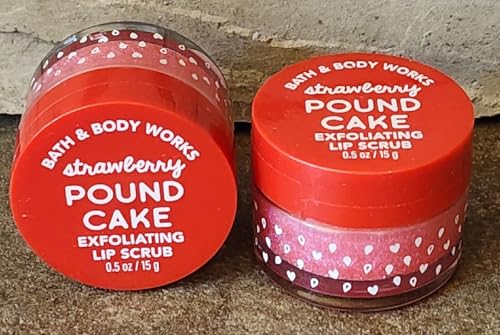 BATH & BODY WORKS
strawberry
POUND
CAKE
EXFOLIATING
LIP SCRUB
0.5 oz / 15 g
BATH & BODY WORKS
strawberry
POUND
CAKE
EXFOLIATING
LIP SCRUB
0.5 oz / 15 g